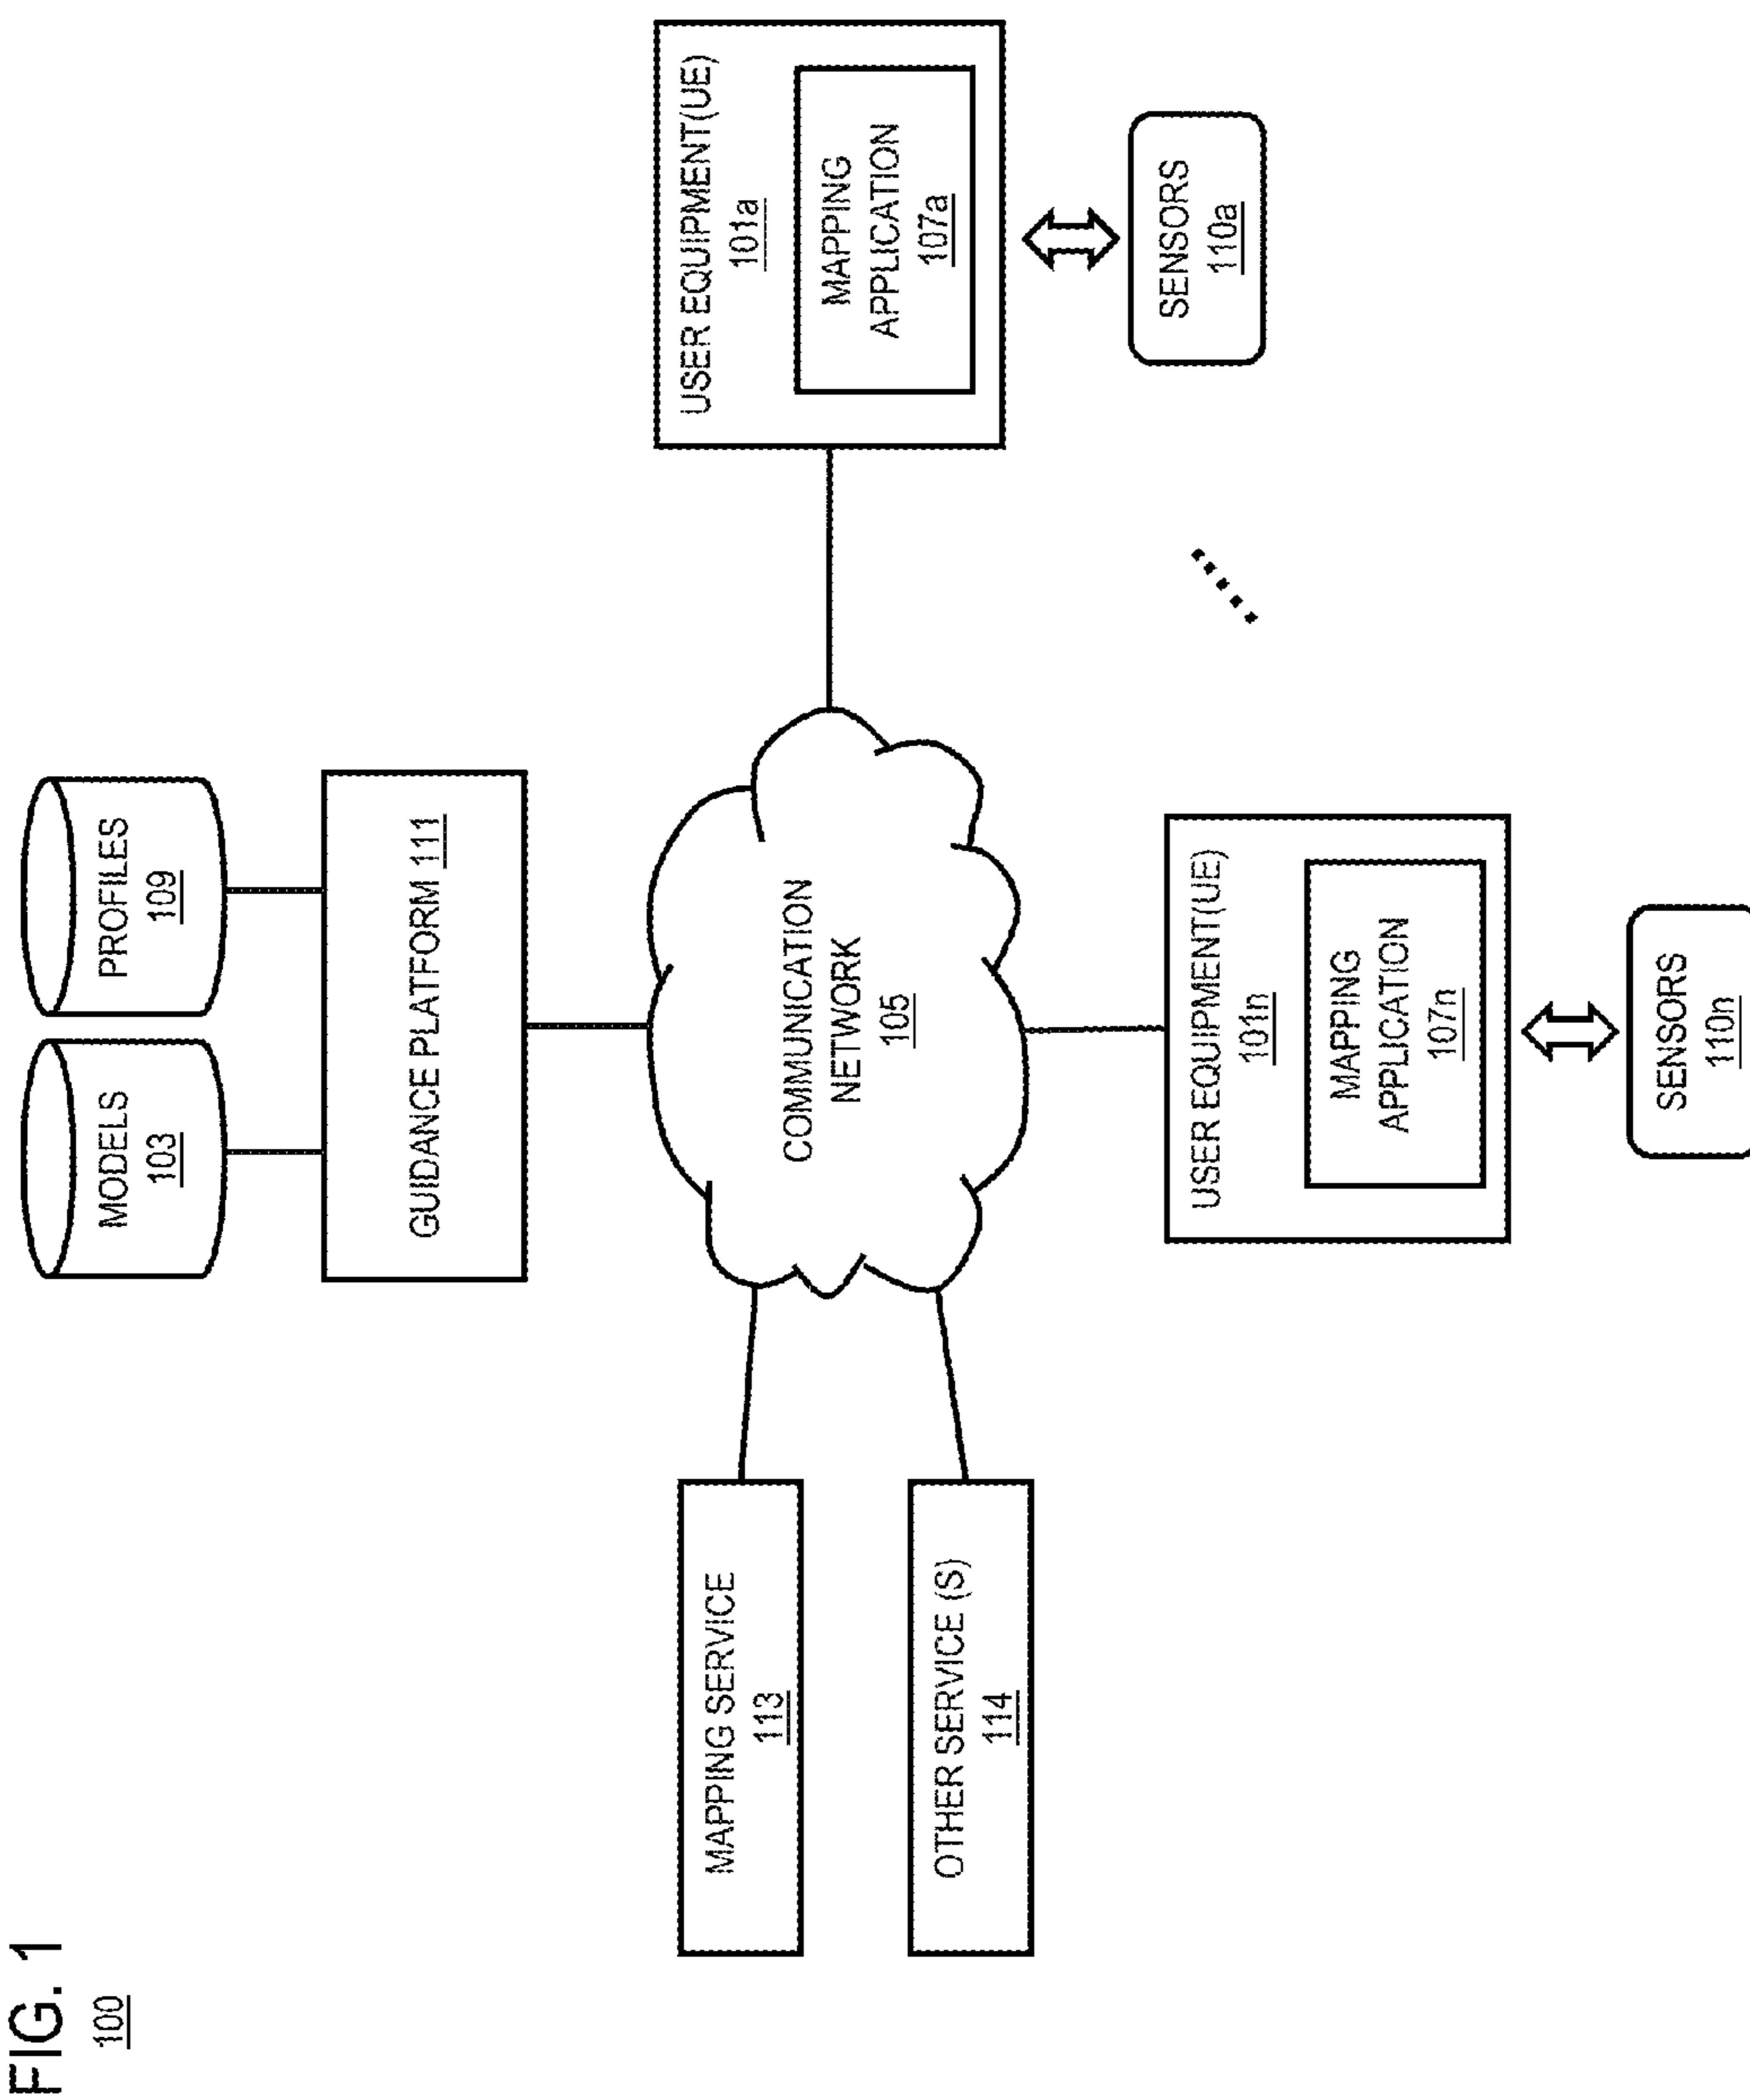 FIG. 1
100
MODELS
103
PROFILES
109
GUIDANCE PLATFORM 111
MAPPING SERVICE
113
OTHER SERVICE (S)
114
COMMUNICATION
NETWORK
105
USER EQUIPMENT(UE)
101a
MAPPING
APPLICATION
107a
SENSORS
110a
USER EQUIPMENT(UE)
101n
MAPPING
APPLICATION
107n
SENSORS
110n